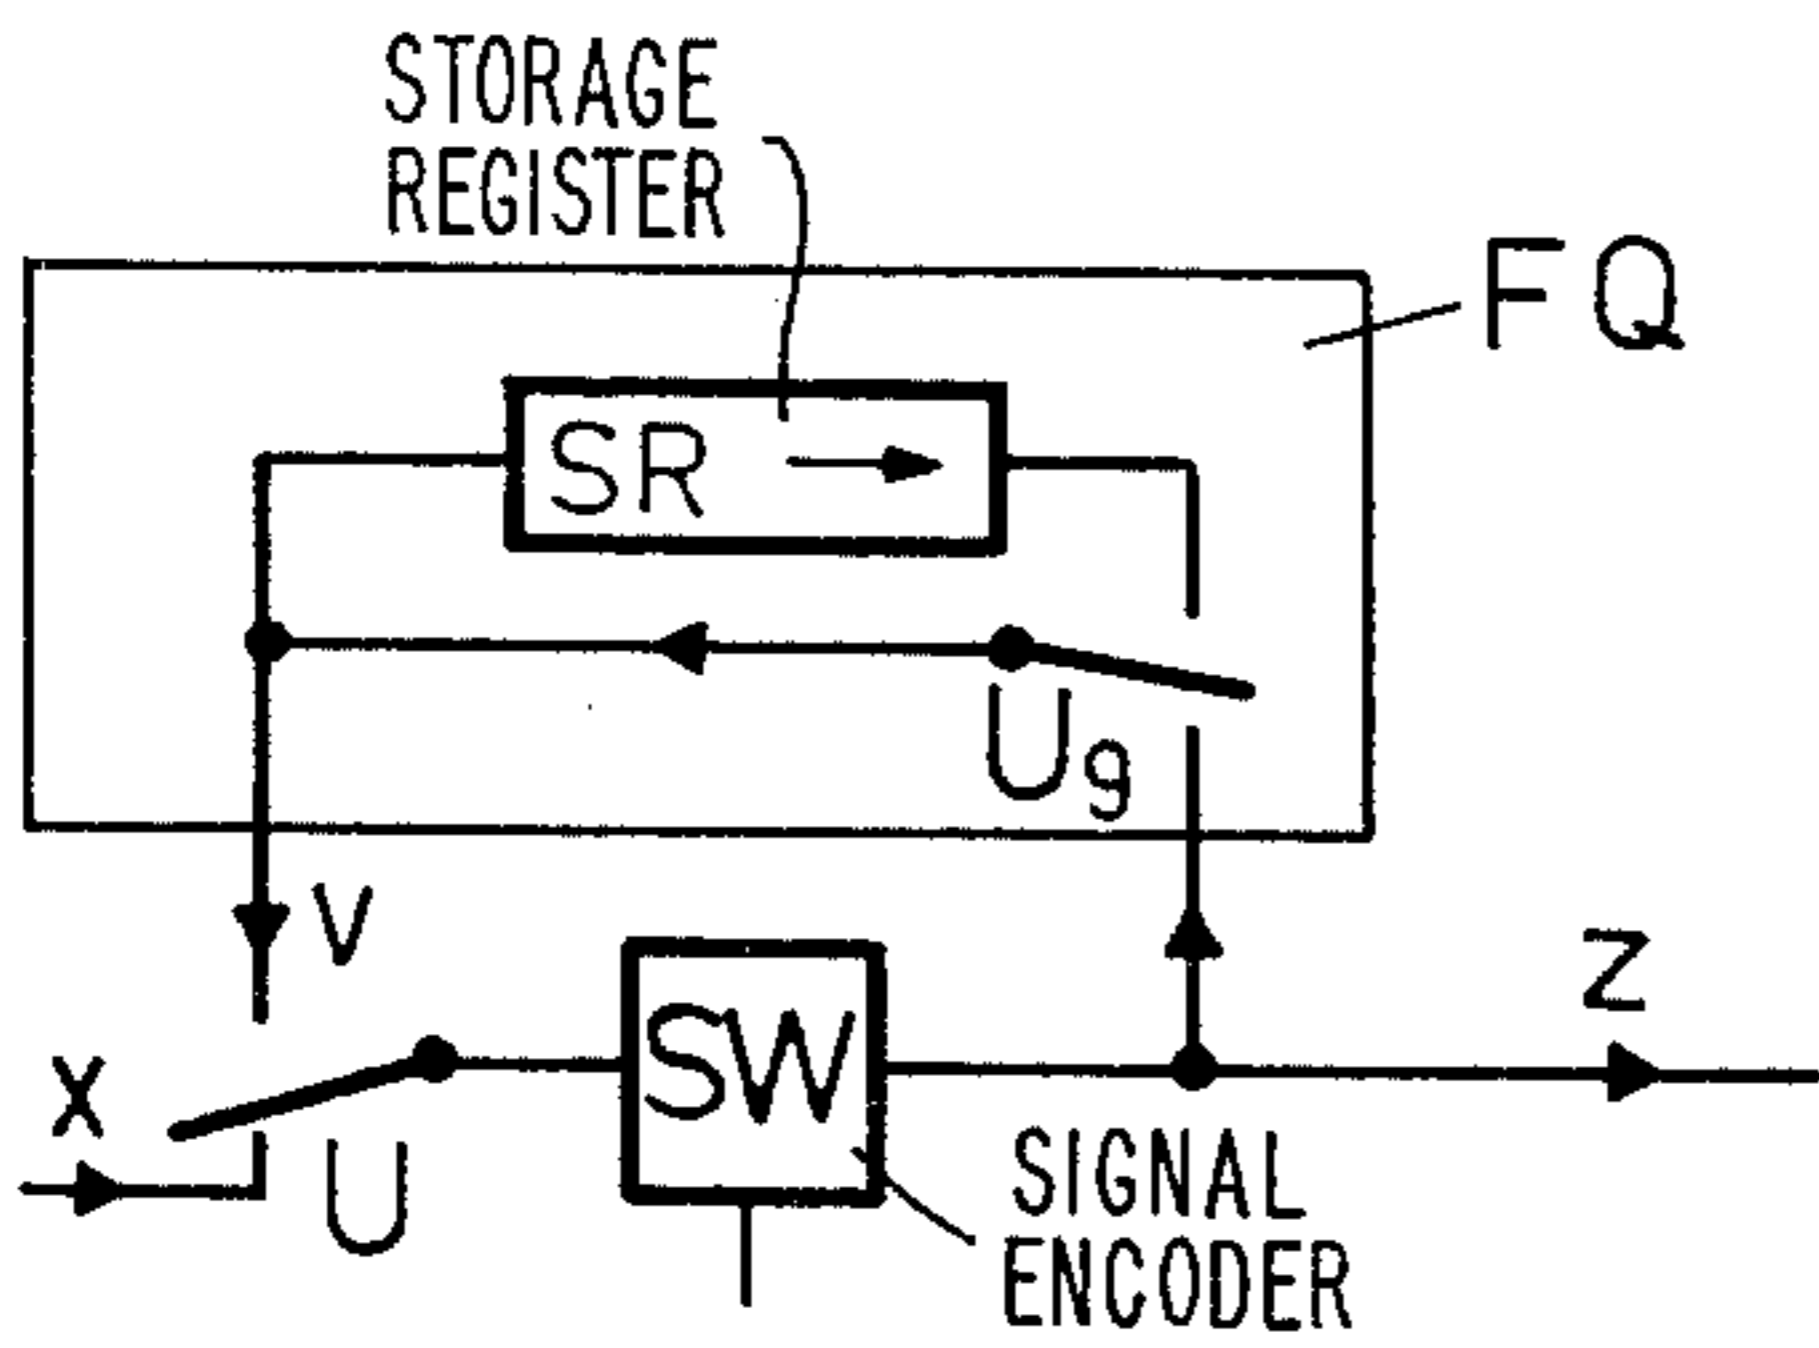 STORAGE
REGISTER
FQ
SR
U9
V
X
U
SW
Z
SIGNAL
ENCODER